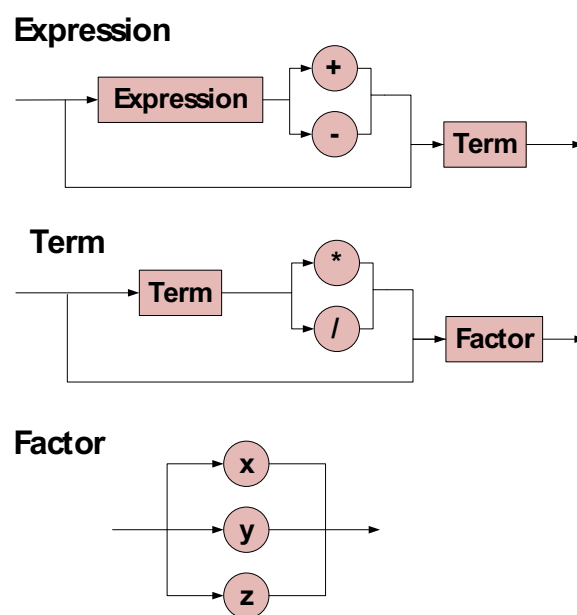 Expression
+
Expression
-
Term
Term
*
Term
/
Factor
Factor
x
y
z